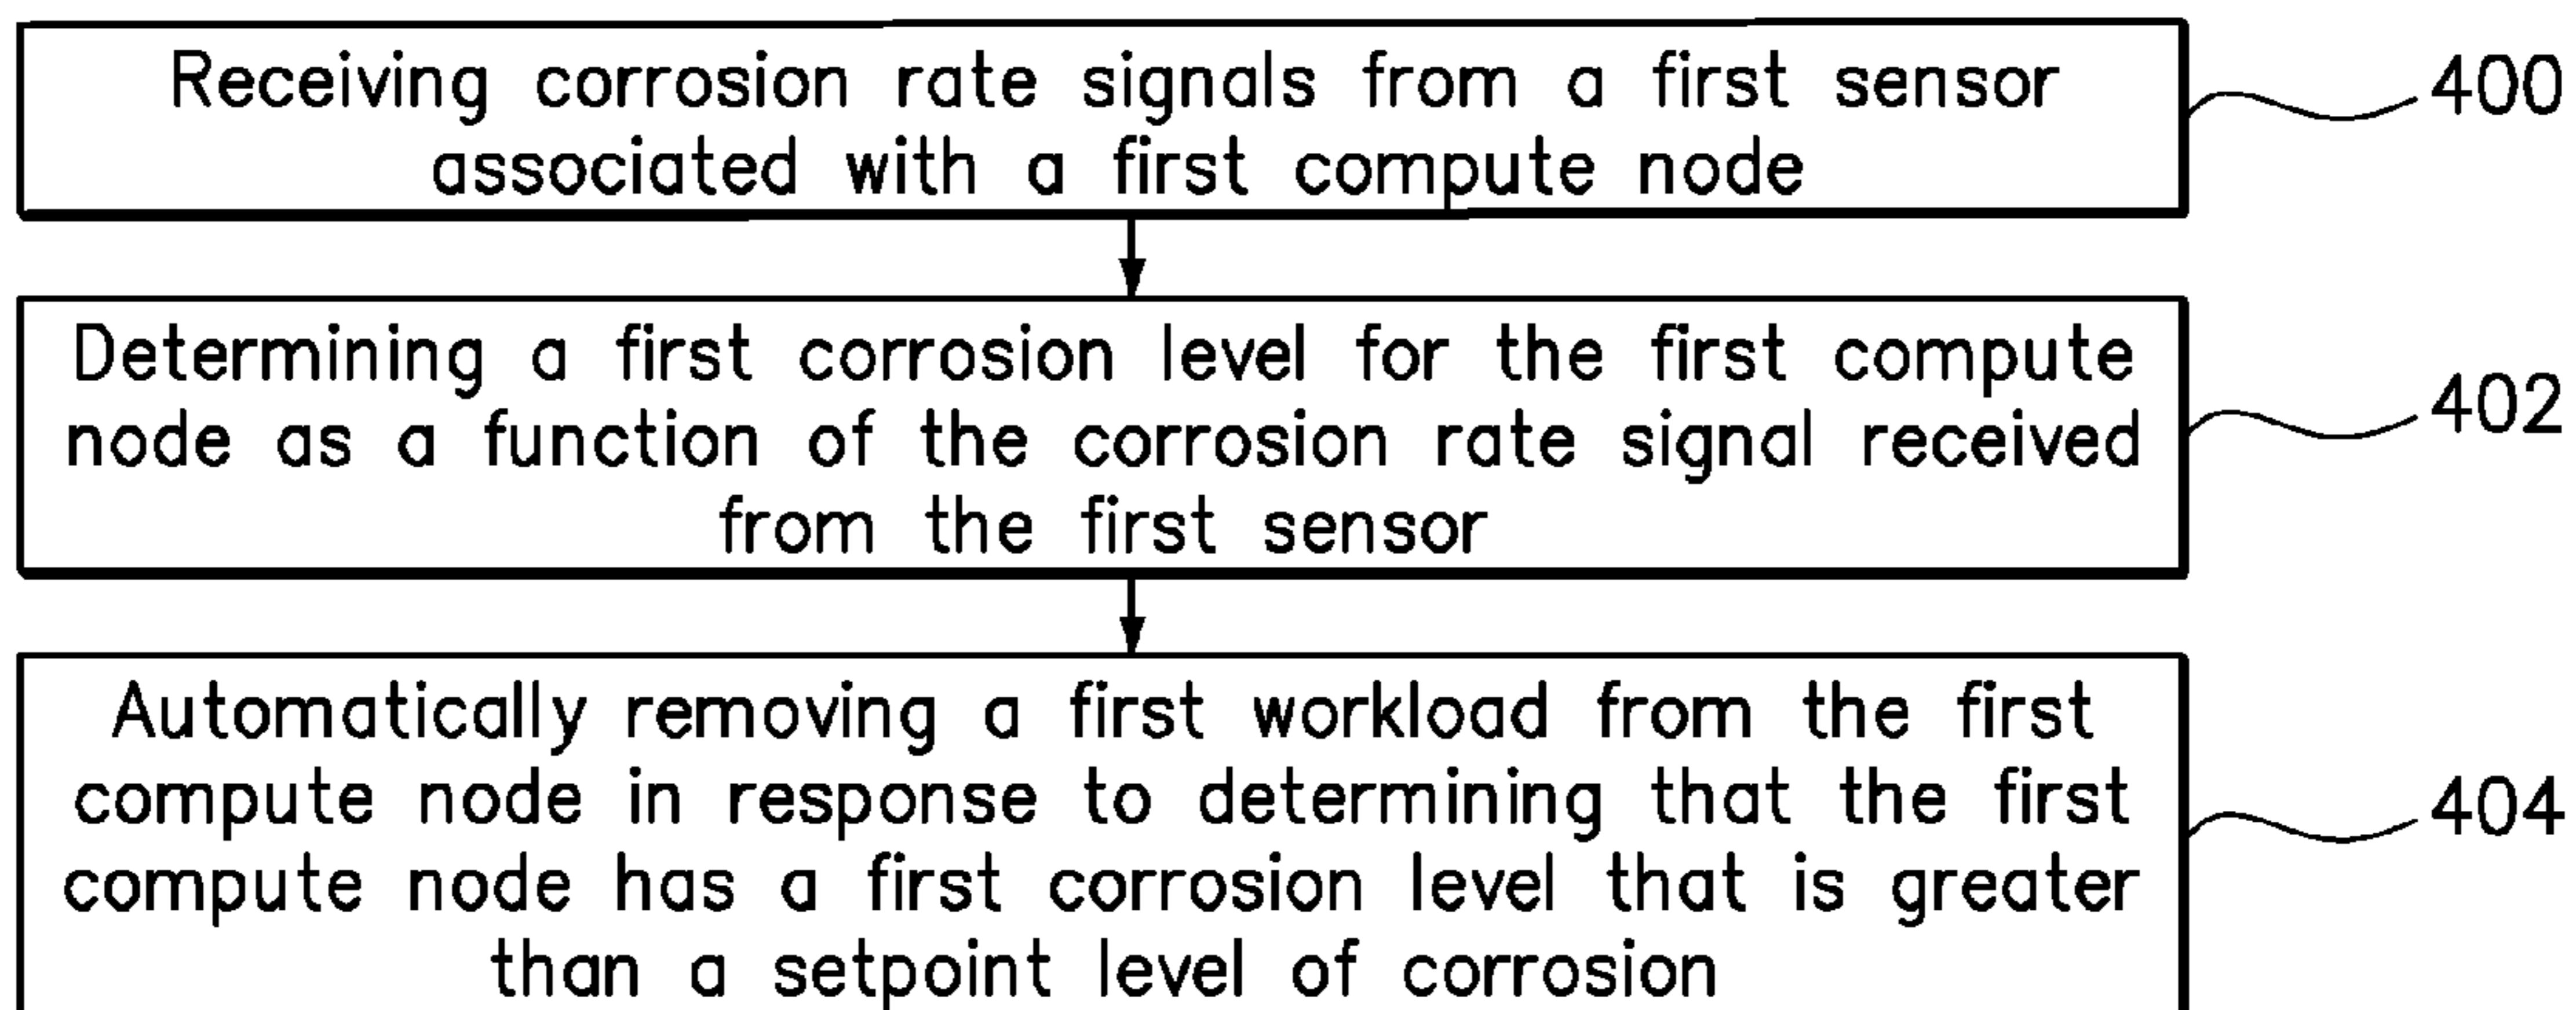 Receiving corrosion rate signals from a first sensor
associated with a first compute node
400
Determining a first corrosion level for the first compute
node as a function of the corrosion rate signal received
from the first sensor
402
Automatically removing a first workload from the first
compute node in response to determining that the first
compute node has a first corrosion level that is greater
than a setpoint level of corrosion
404